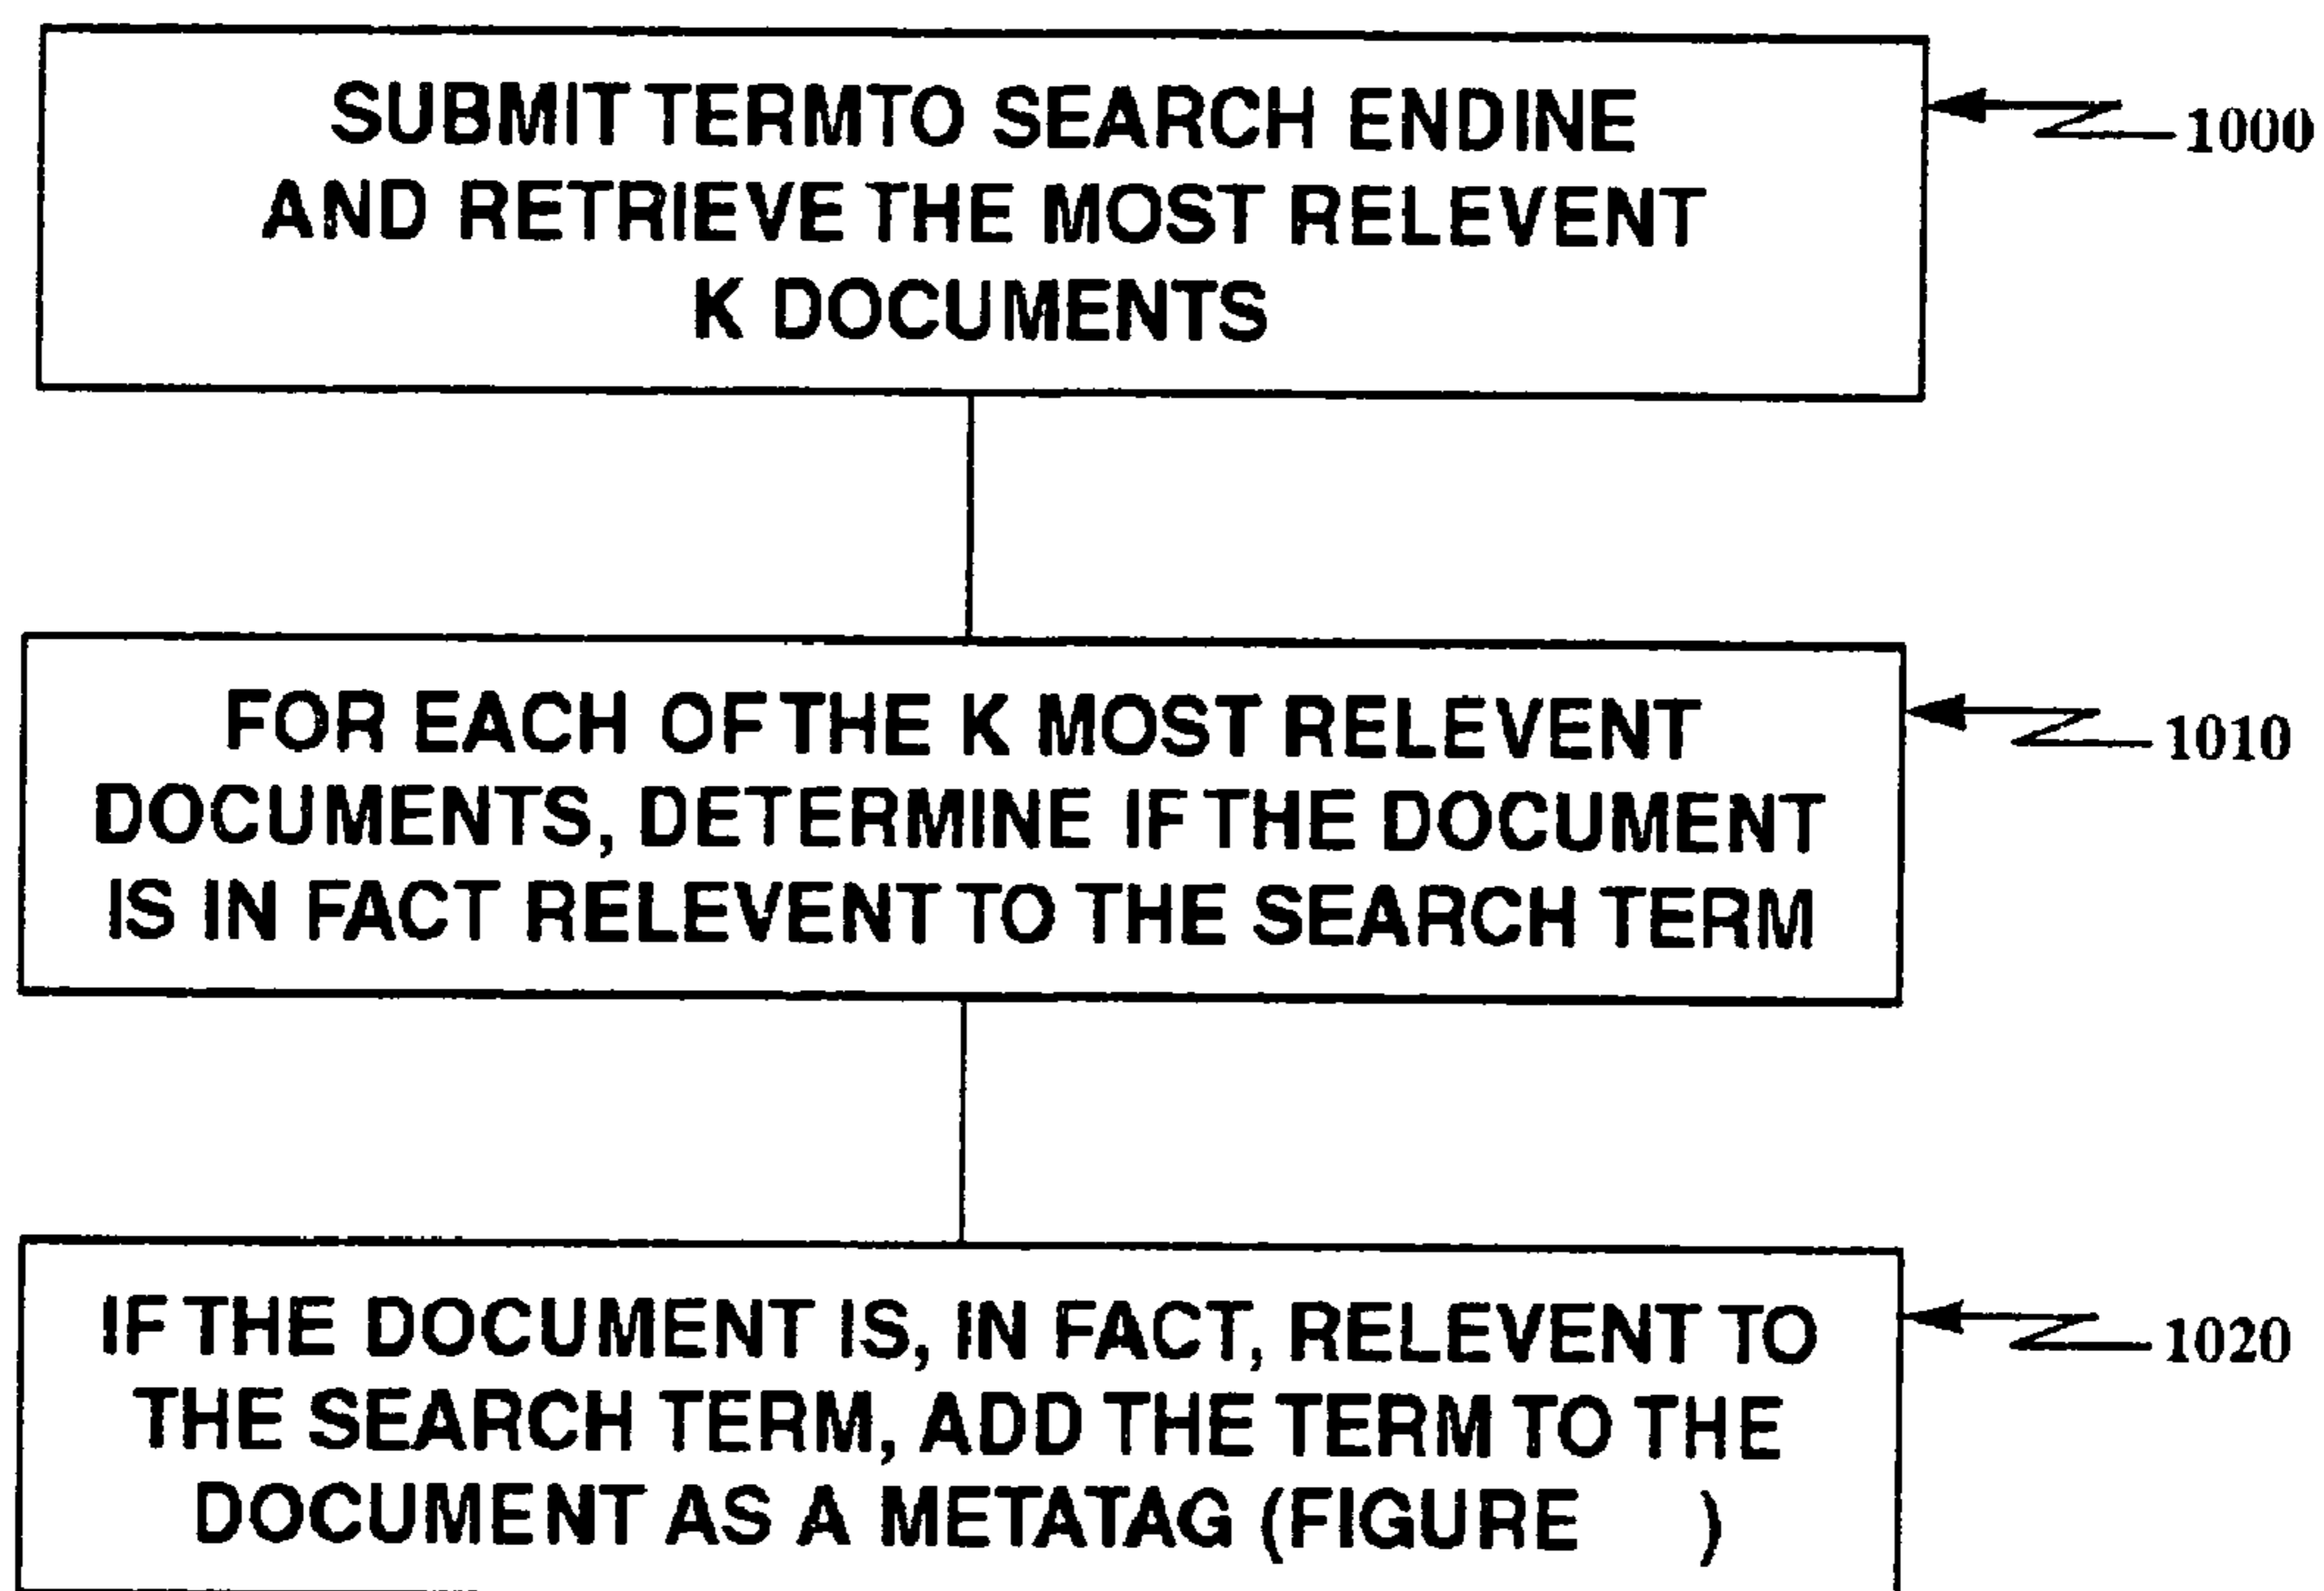 SUBMIT TERMTO SEARCH ENDINE
AND RETRIEVE THE MOST RELEVENT
K DOCUMENTS
1000
FOR EACH OF THE K MOST RELEVENT
DOCUMENTS, DETERMINE IF THE DOCUMENT
IS IN FACT RELEVENT TO THE SEARCH TERM
1010
IF THE DOCUMENT IS, IN FACT, RELEVENT TO
THE SEARCH TERM, ADD THE TERM TO THE
DOCUMENT AS A METATAG (FIGURE )
1020